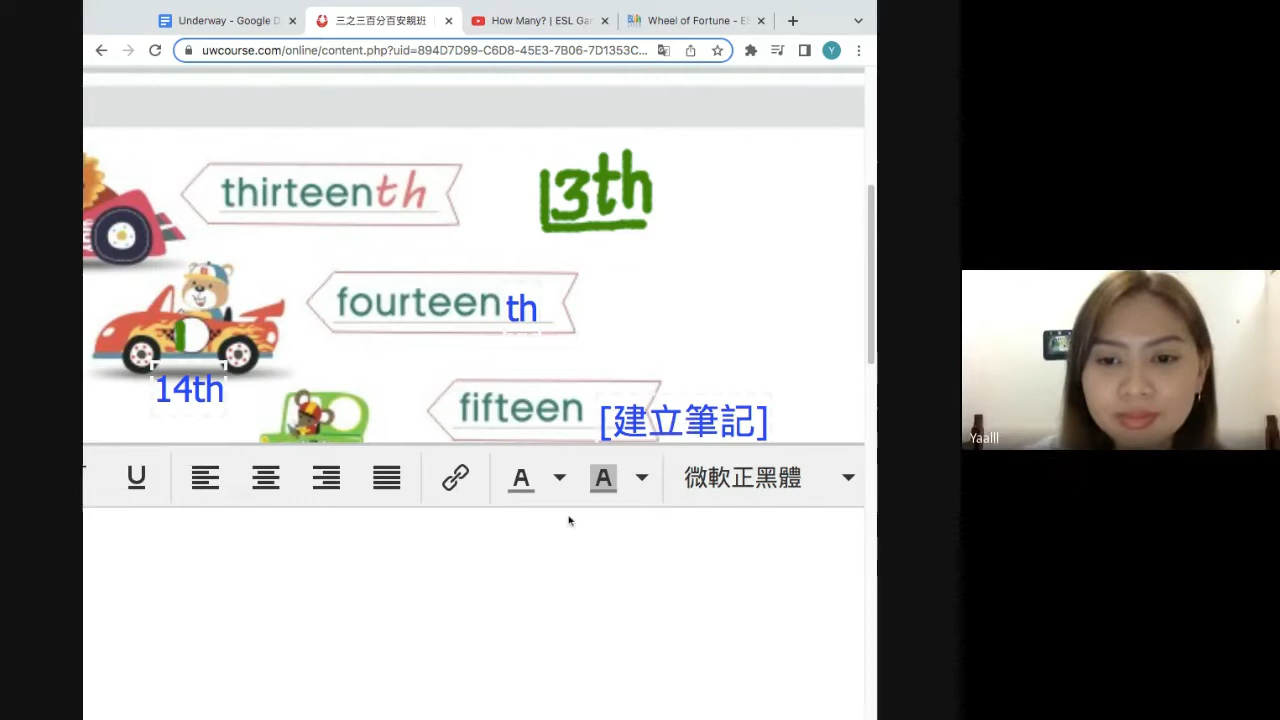 Underway - Google D
三之三百分百安親班
How Many? | ESL Gar
Wheel of Fortune - ES
uwcourse.com/online/content.php?uid=894D7D99-C6D8-45E3-7B06-7D1353C...
Y
thirteenth
13th
fourteenth
14th
fifteen
[建立筆記]
U
A
A
微軟正黑體
Yaalll